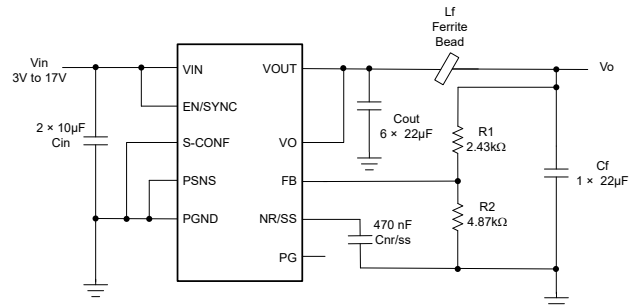 Lf
Ferrite
Bead
Vin
3V to 17V
VIN
VOUT
Vo
EN/SYNC
2 × 10µF
Cin
Cout
6 × 22µF
R1
2.43kΩ
S-CONF
VO
Cf
1 × 22µF
PSNS
FB
R2
4.87kΩ
PGND
NR/SS
470 nF
Cnr/ss
PG